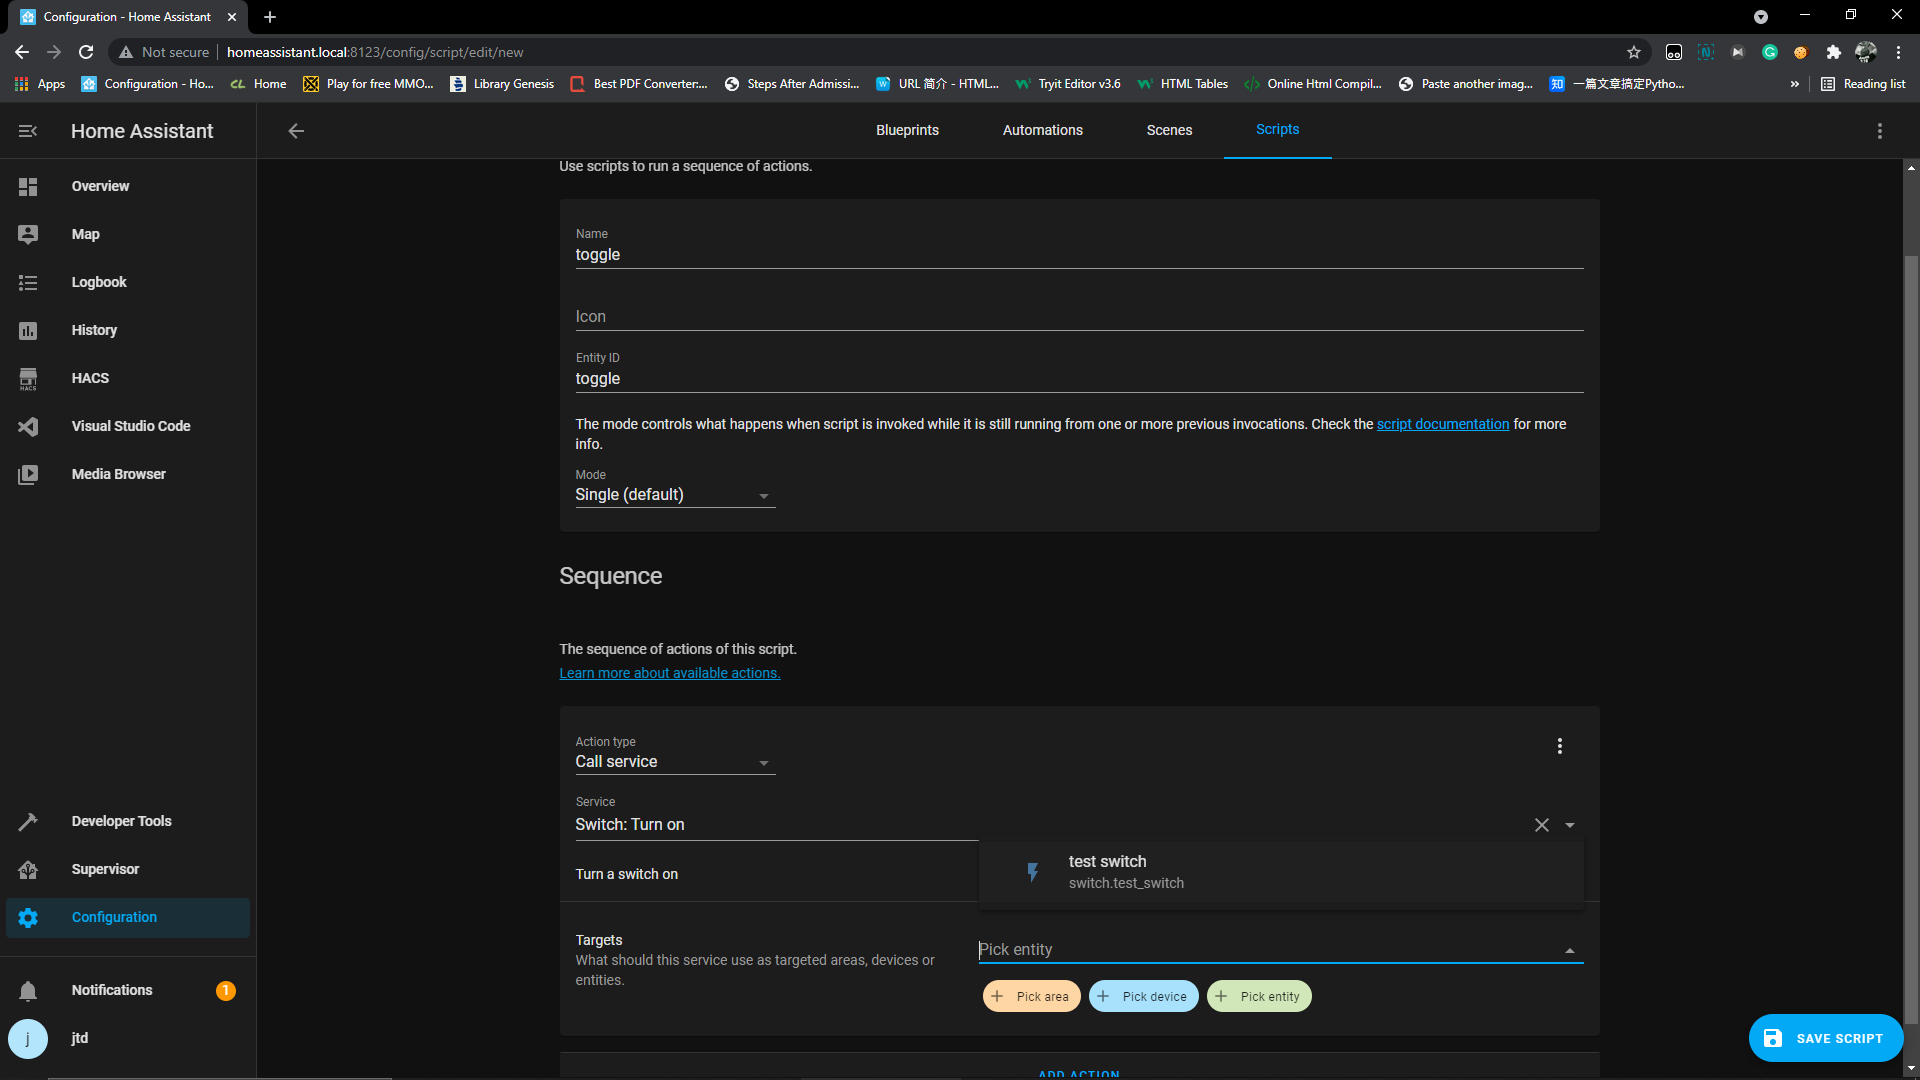 Configuration - Home Assistant
Not secure
homeassistant.local:8123/config/script/edit/new
Apps
Configuration - Ho...
CL
Home
Play for free MMO...
Library Genesis
Best PDF Converter:...
Steps After Admissi...
URL 简介 - HTML...
Tryit Editor v3.6
HTML Tables
Online Html Compil...
Paste another imag...
知
一篇文章搞定Pytho...
»
Reading list
Home Assistant
Blueprints
Automations
Scenes
Scripts
Overview
Map
Logbook
History
HACS
HACS
Visual Studio Code
Media Browser
Developer Tools
Supervisor
Configuration
Notifications
1
j
jtd
Use scripts to run a sequence of actions.
Name
toggle
Icon
Entity ID
toggle
The mode controls what happens when script is invoked while it is still running from one or more previous invocations. Check the script documentation for more
info.
Mode
Single (default)
Sequence
The sequence of actions of this script.
Learn more about available actions.
Action type
Call service
Service
Switch: Turn on
Turn a switch on
test switch
switch.test_switch
Targets
What should this service use as targeted areas, devices or
entities.
Pick entity
Pick area
Pick device
Pick entity
ADD ACTION
SAVE SCRIPT